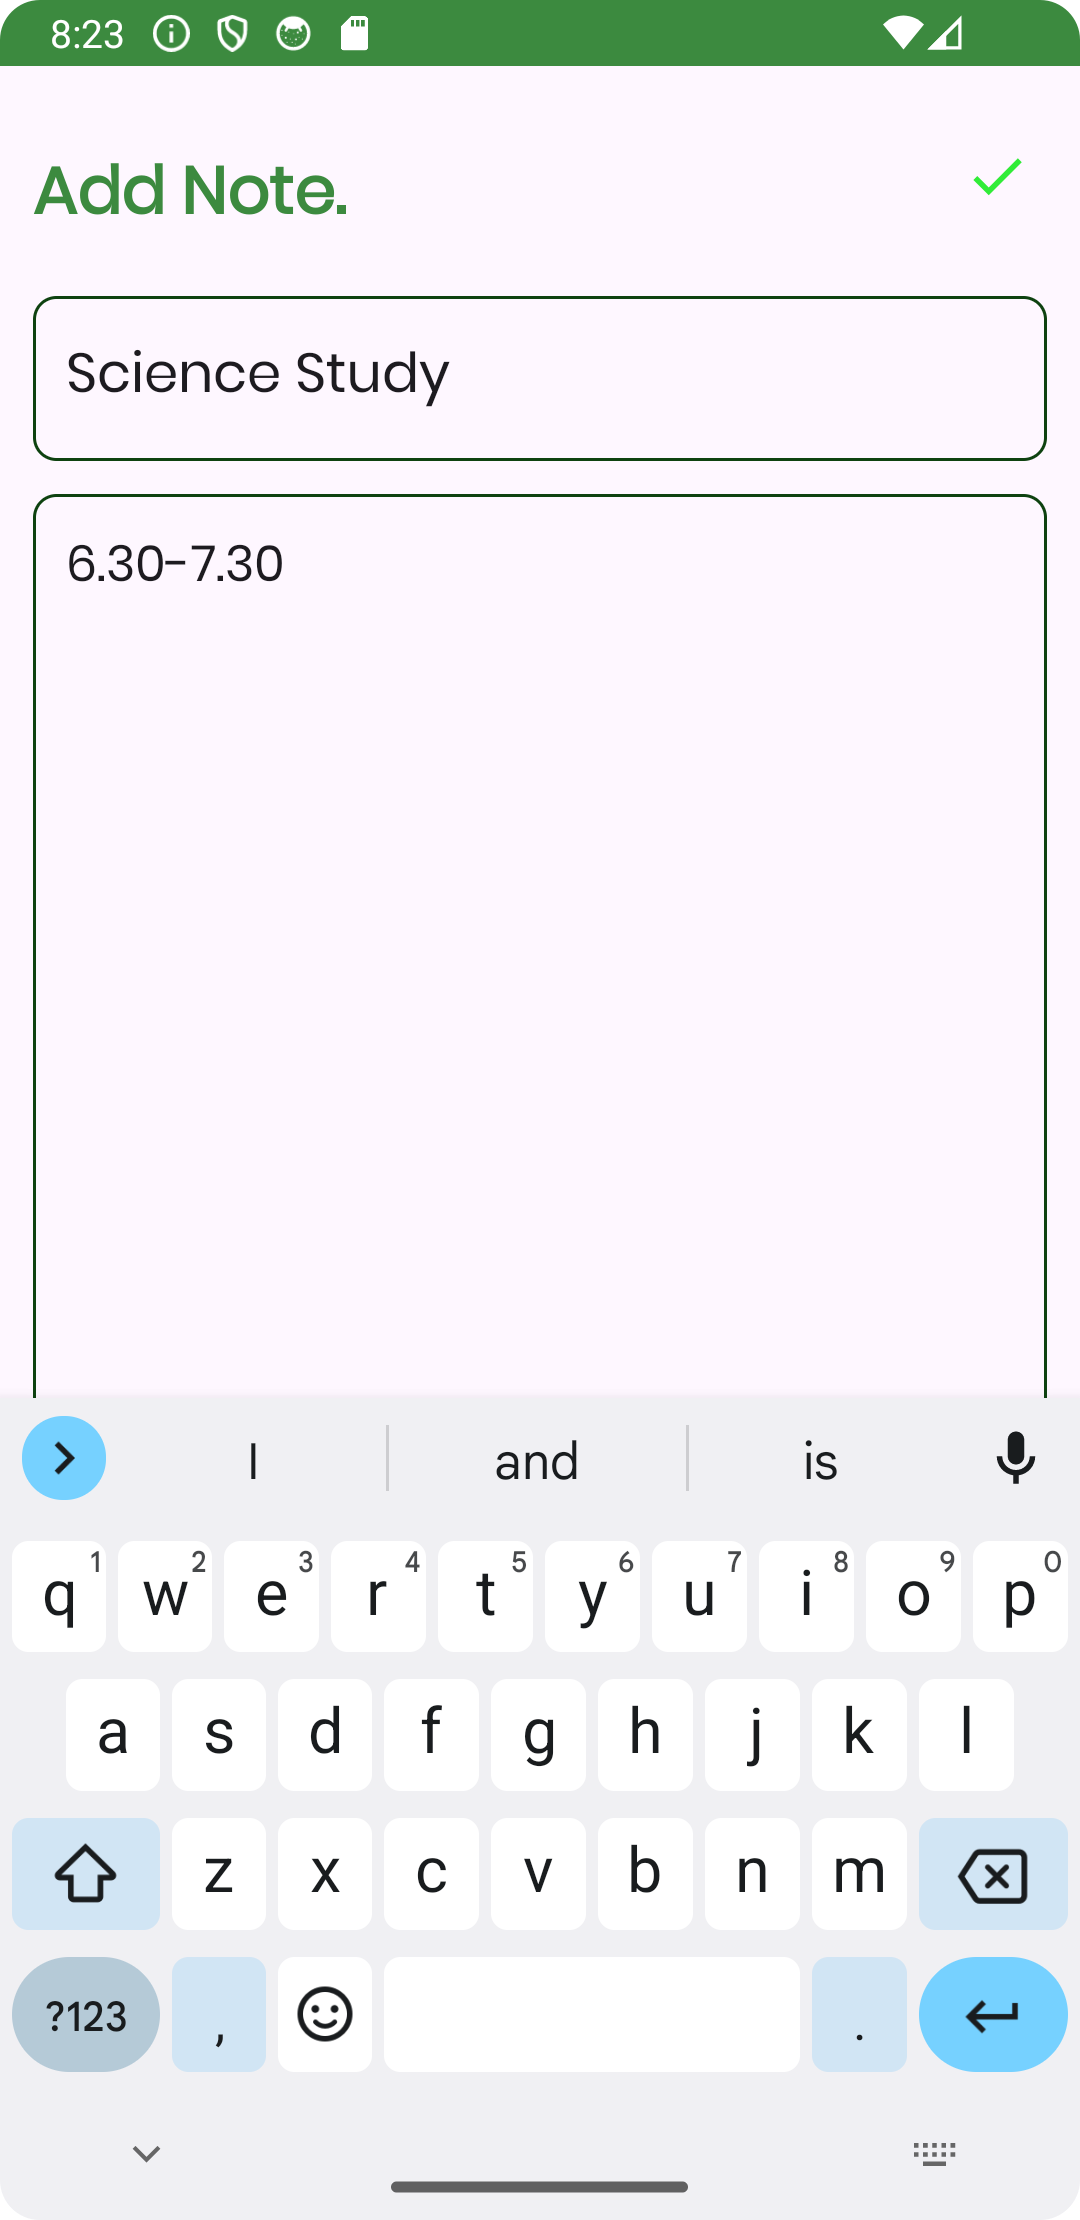 8:23
Add Note.
Science Study
6.30-7.30
I and is
q 1 w 2 e 3 r 4 t 5 y 6 u 7 i 8 o 9 p 0
a s d f g h j k l
z x c v b n m
?123 , .